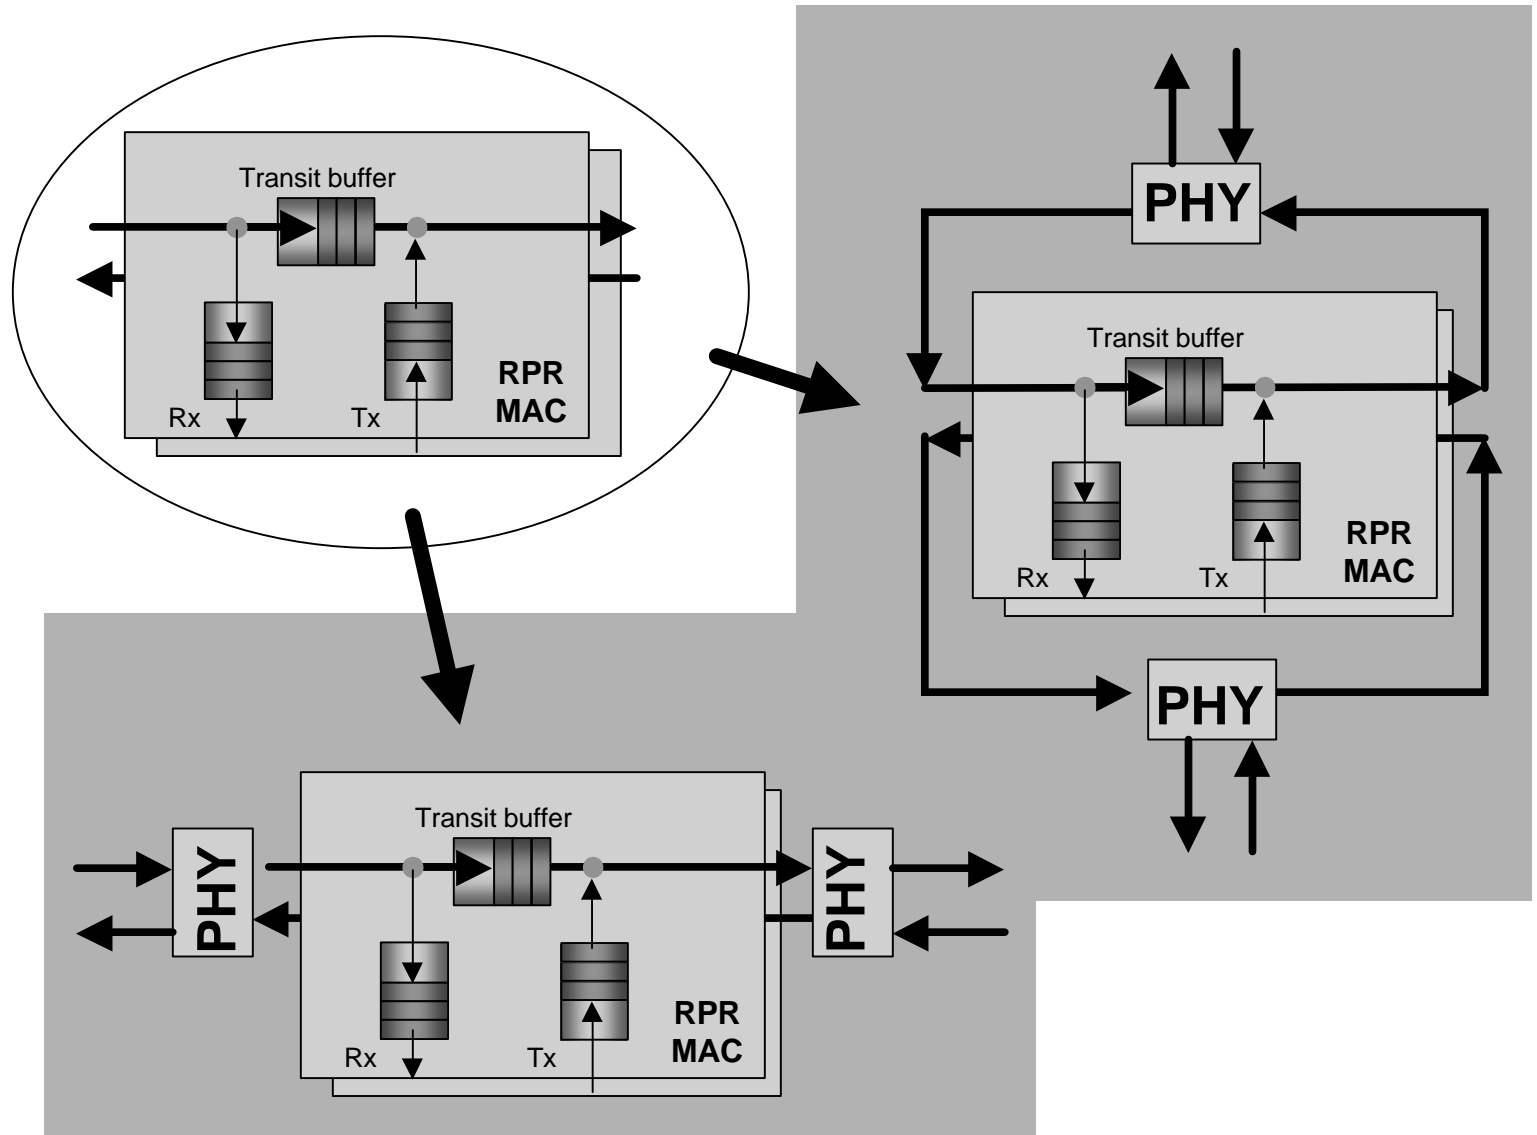 Transit buffer
Rx
Tx
RPR
MAC
PHY
Transit buffer
Rx
Tx
RPR
MAC
PHY
PHY
Transit buffer
Rx
Tx
RPR
MAC
PHY